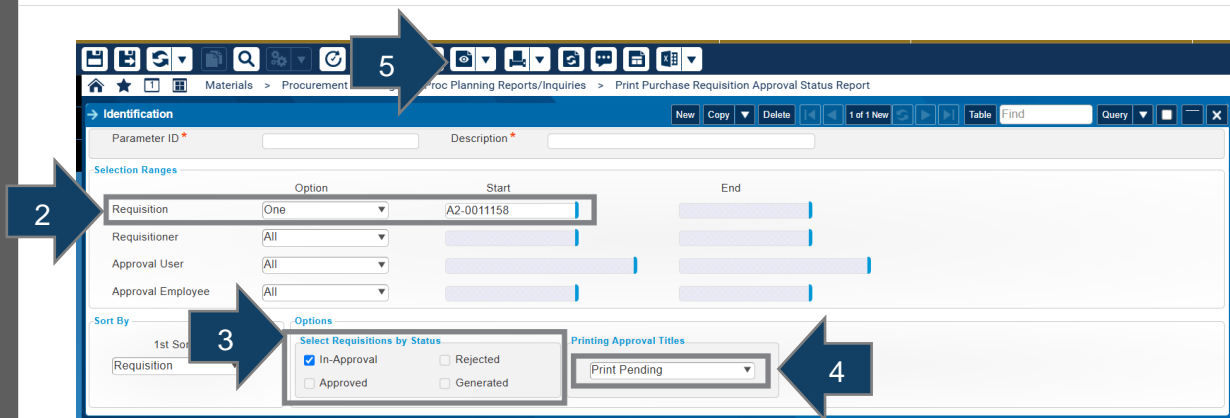 5
1 Materials > Procurement Proc Planning Reports/Inquiries > Print Purchase Requisition Approval Status Report
Identification New Copy Delete 1 of 1 New Table Find Query
Parameter ID * Description *
Selection Ranges
Option Start End
2
Requisition One A2-0011158
Requisitioner All
Approval User All
Approval Employee All
Sort By Options
3
Select Requisitions by Status Printing Approval Titles
1st In-Approval Rejected
Requisition Print Pending
4
Approved Generated